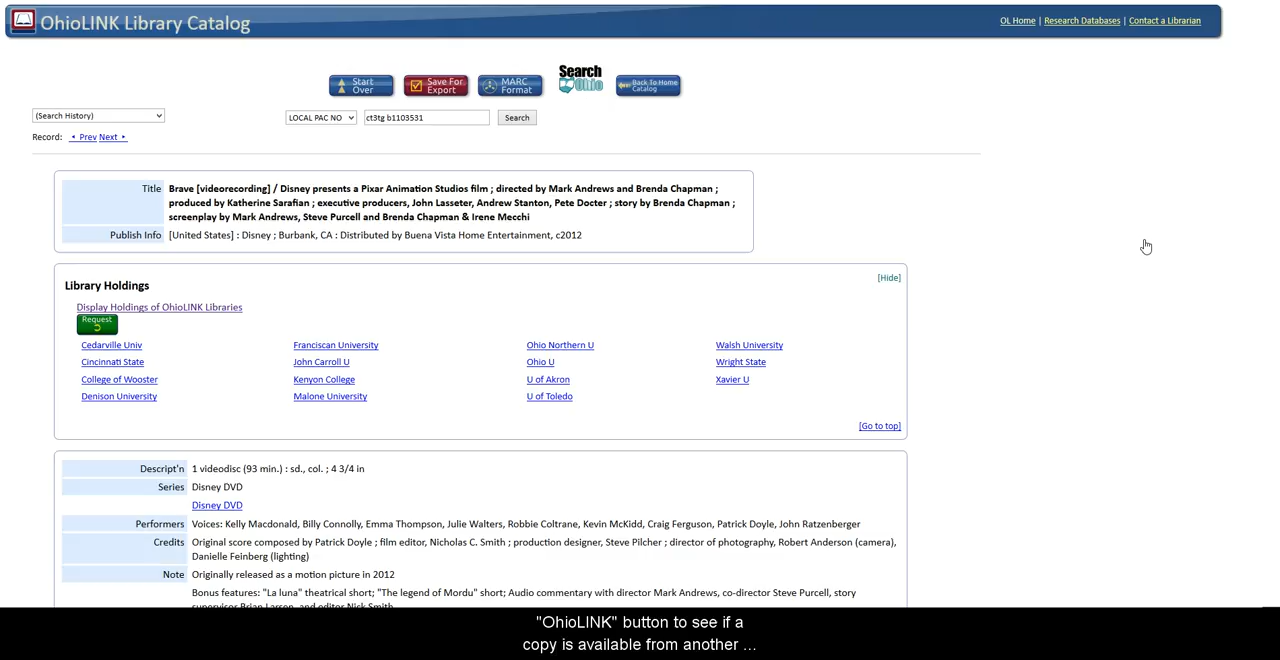 OhioLINK Library Catalog
OL Home | Research Databases | Contact a Librarian
Start Over
Save For Export
MARC Format
Search Ohio
Back To Home Catalog
(Search History)
LOCAL PAC NO
ct3tg b1103531
Search
Record: Prev Next
Title Brave [videorecording] / Disney presents a Pixar Animation Studios film ; directed by Mark Andrews and Brenda Chapman ;
produced by Katherine Sarafian ; executive producers, John Lasseter, Andrew Stanton, Pete Docter ; story by Brenda Chapman ;
screenplay by Mark Andrews, Steve Purcell and Brenda Chapman & Irene Mecchi
Publish Info [United States] : Disney ; Burbank, CA : Distributed by Buena Vista Home Entertainment, c2012
[Hide]
Library Holdings
Display Holdings of OhioLINK Libraries
Request
Cedarville Univ Franciscan University Ohio Northern U Walsh University
Cincinnati State John Carroll U Ohio U Wright State
College of Wooster Kenyon College U of Akron Xavier U
Denison University Malone University U of Toledo
[Go to top]
Descript'n 1 videodisc (93 min.) : sd., col. ; 4 3/4 in
Series Disney DVD
Disney DVD
Performers Voices: Kelly Macdonald, Billy Connolly, Emma Thompson, Julie Walters, Robbie Coltrane, Kevin McKidd, Craig Ferguson, Patrick Doyle, John Ratzenberger
Credits Original score composed by Patrick Doyle ; film editor, Nicholas C. Smith ; production designer, Steve Pilcher ; director of photography, Robert Anderson (camera),
Danielle Feinberg (lighting)
Note Originally released as a motion picture in 2012
Bonus features: "La luna" theatrical short; "The legend of Mordu" short; Audio commentary with director Mark Andrews, co-director Steve Purcell, story
supervisor Brian Larsen, and editor Nick Smith
"OhioLINK" button to see if a
copy is available from another ...